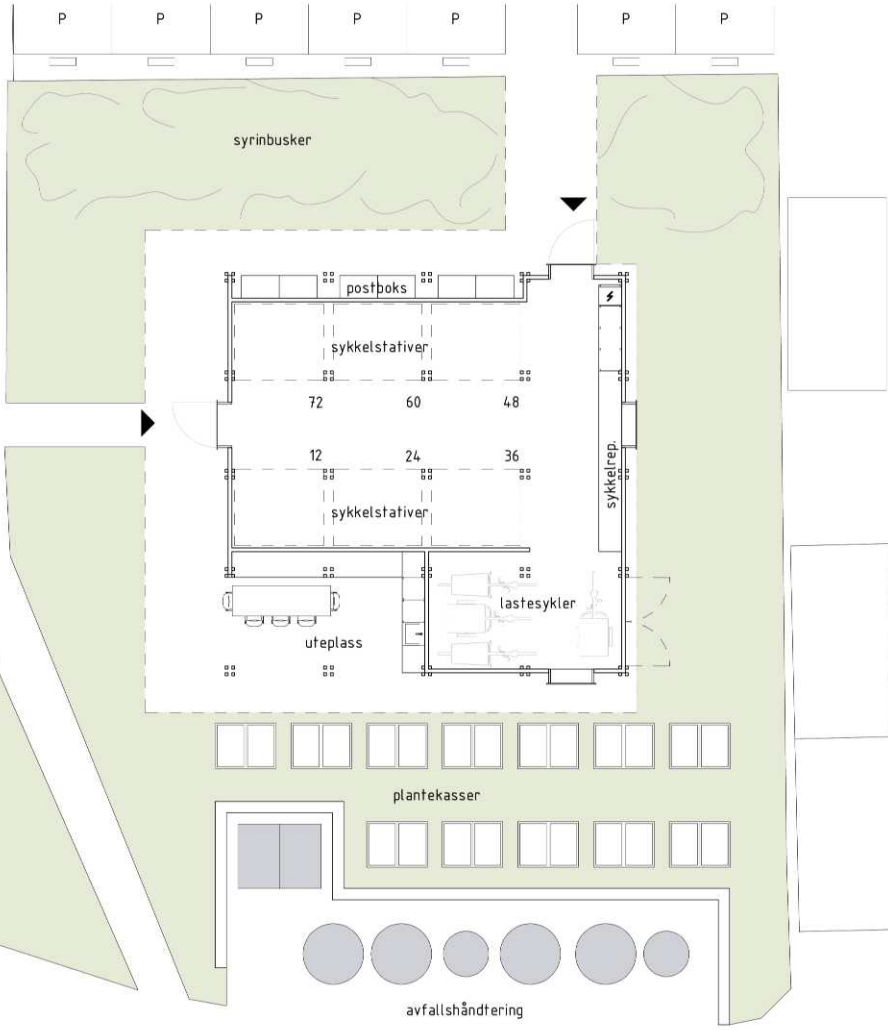 P P P P P P P
syrinbusker
postboks
sykkelstativer
72 60 48
12 24 36
sykkelrep.
sykkelstativer
lastesykler
uteplass
plantekasser
avfallshåndtering